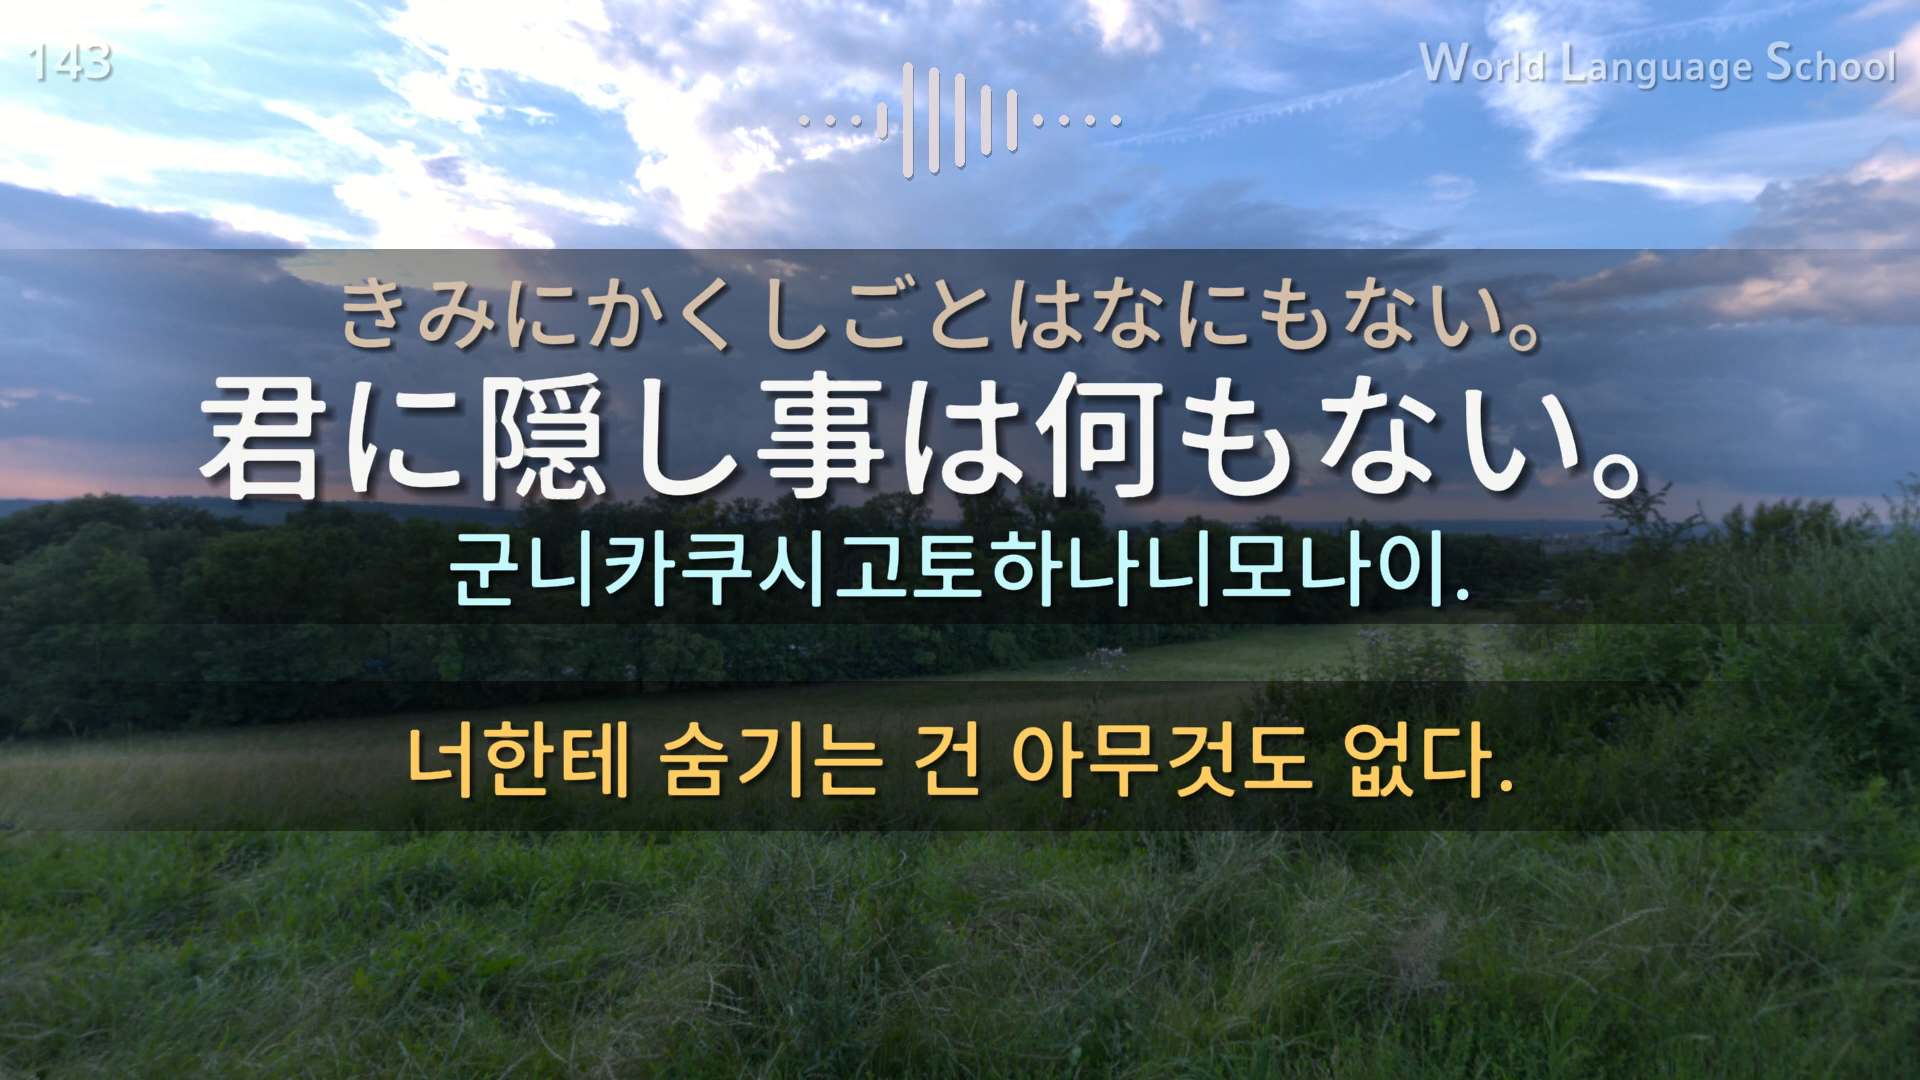 143
World Language School
きみにかくしごとはなにもない。
君に隠し事は何もない。
군니카쿠시고토하나니모나이.
너한테 숨기는 건 아무것도 없다.